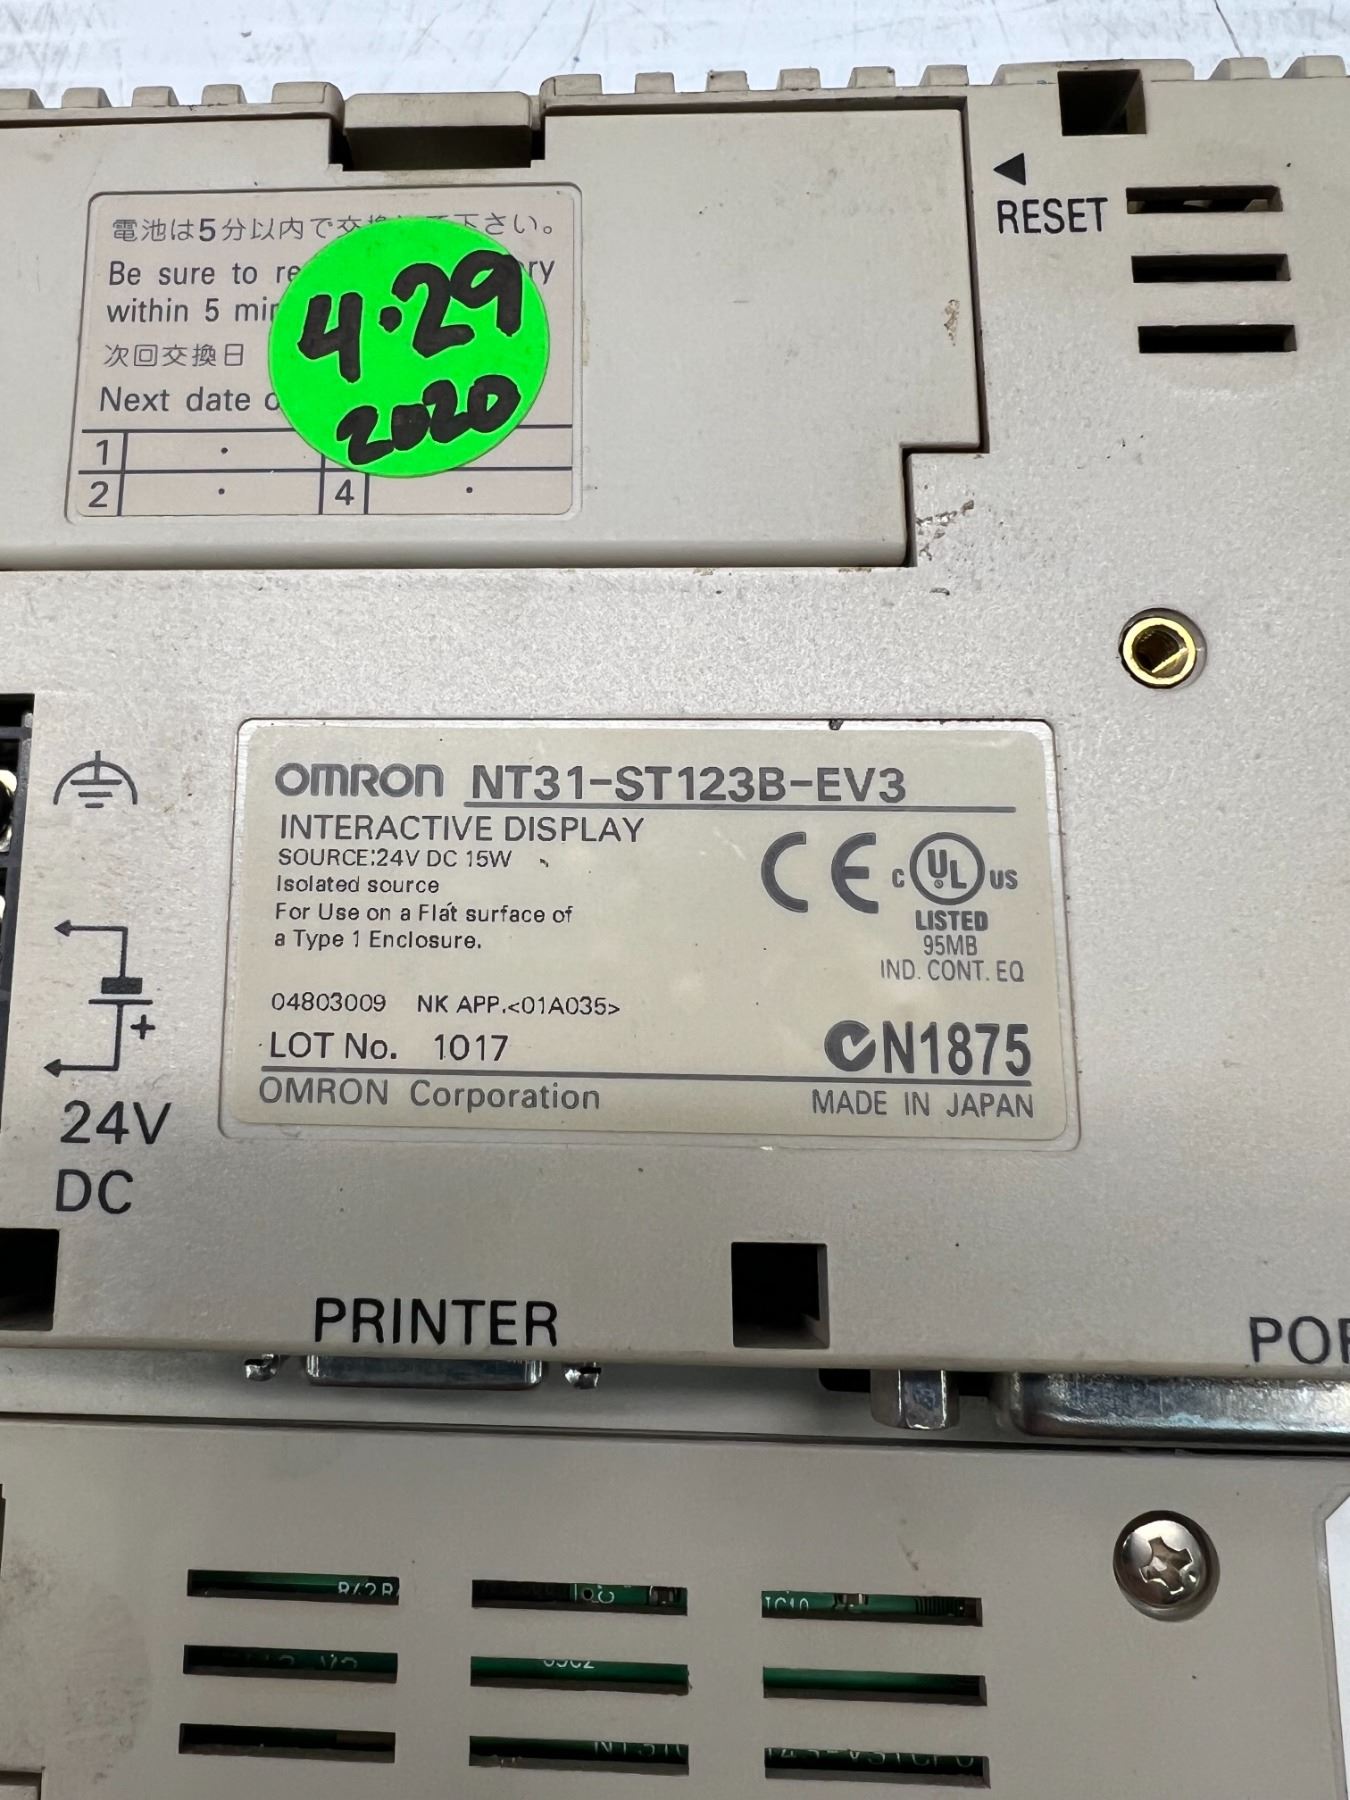 RESET
電池は5分以内で交換して下さい。
Be sure to re ry
within 5 min
次回交換日
Next date o
4.29
2020
1 ・
2 ・ 4 ・
OMRON NT31-ST123B-EV3
INTERACTIVE DISPLAY
SOURCE:24V DC 15W
Isolated source
For Use on a Flat surface of
a Type 1 Enclosure.
CE
C UL US
LISTED
95MB
IND. CONT. EQ
04803009 NK APP.<01A035>
LOT No. 1017
N1875
OMRON Corporation
MADE IN JAPAN
+
24V
DC
PRINTER
POR
IC10